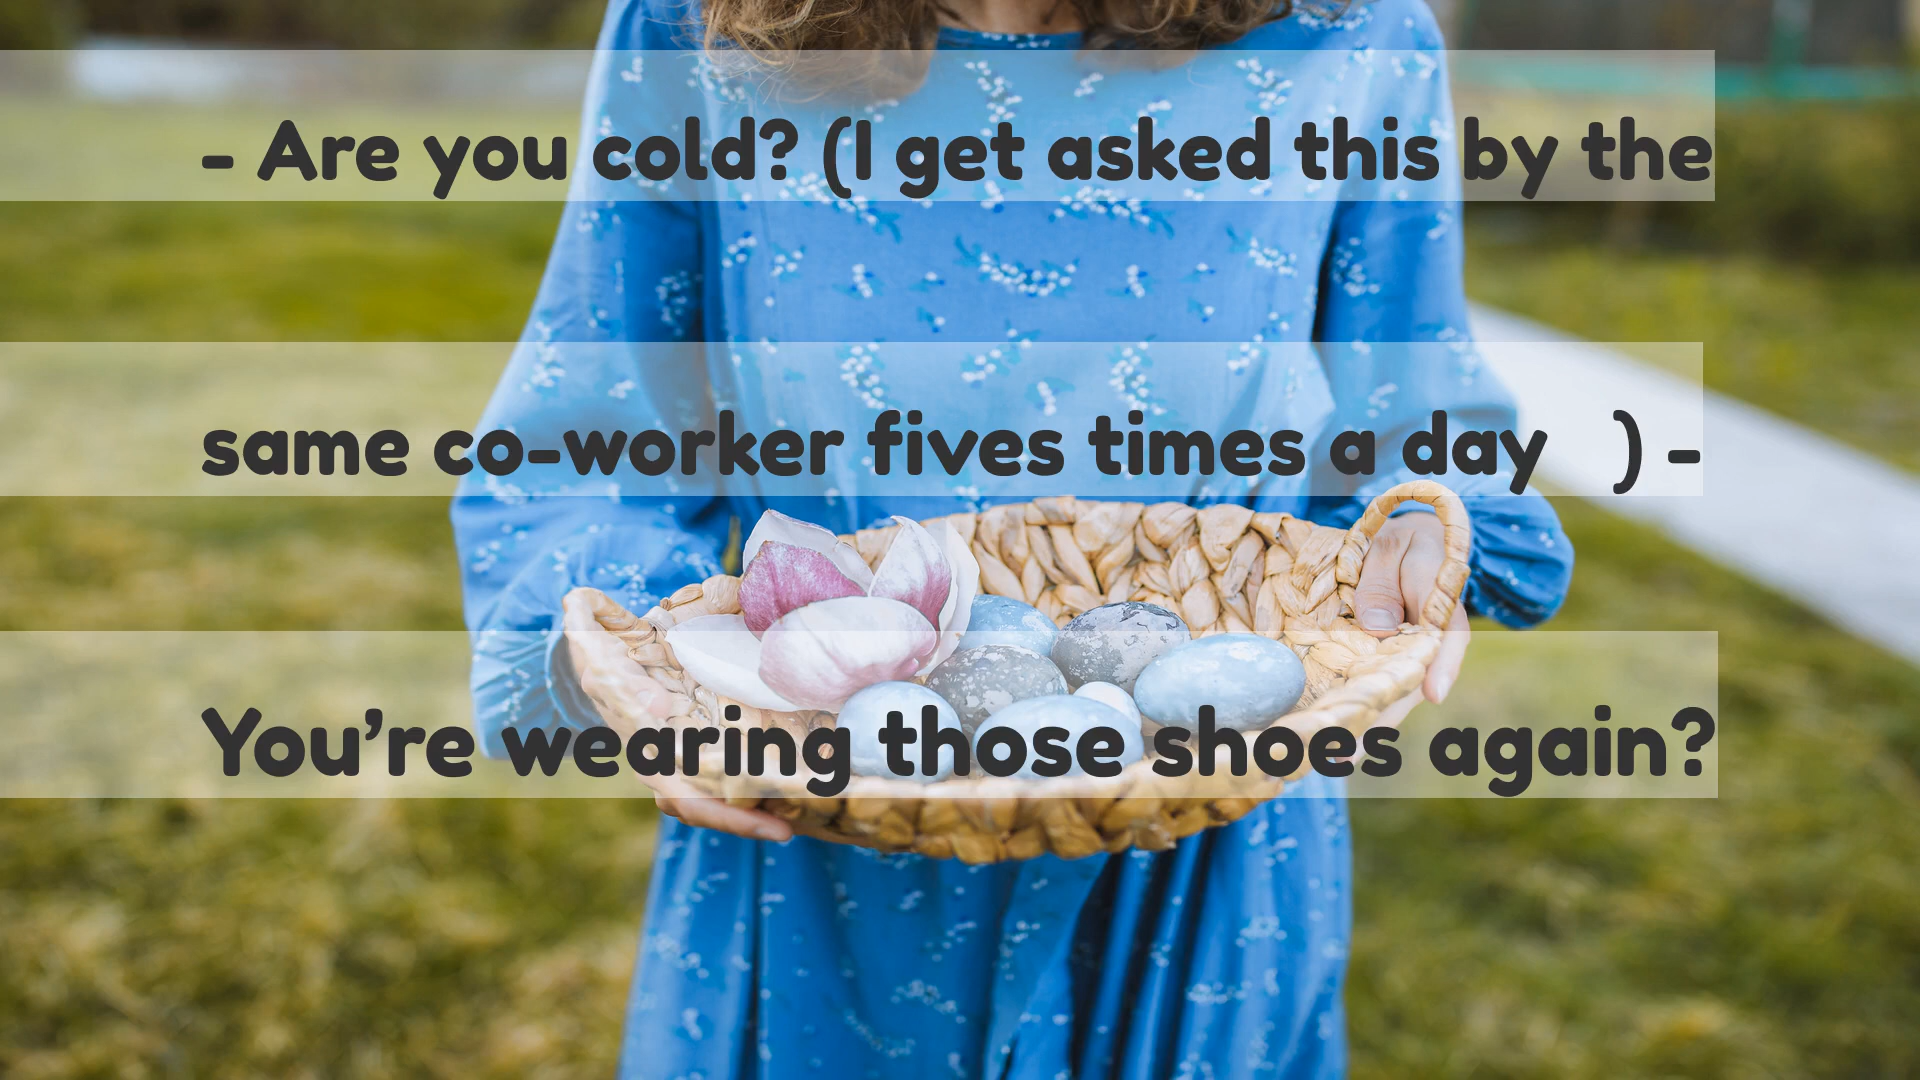 - Are you cold? (I get asked this by the
same co-worker fives times a day ) -
You’re wearing those shoes again?